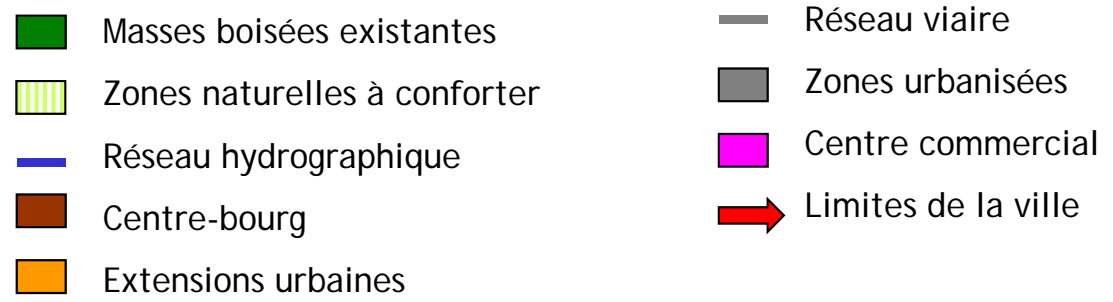 Masses boisées existantes
Zones naturelles à conforter
Réseau hydrographique
Centre-bourg
Extensions urbaines
Réseau viaire
Zones urbanisées
Centre commercial
Limites de la ville